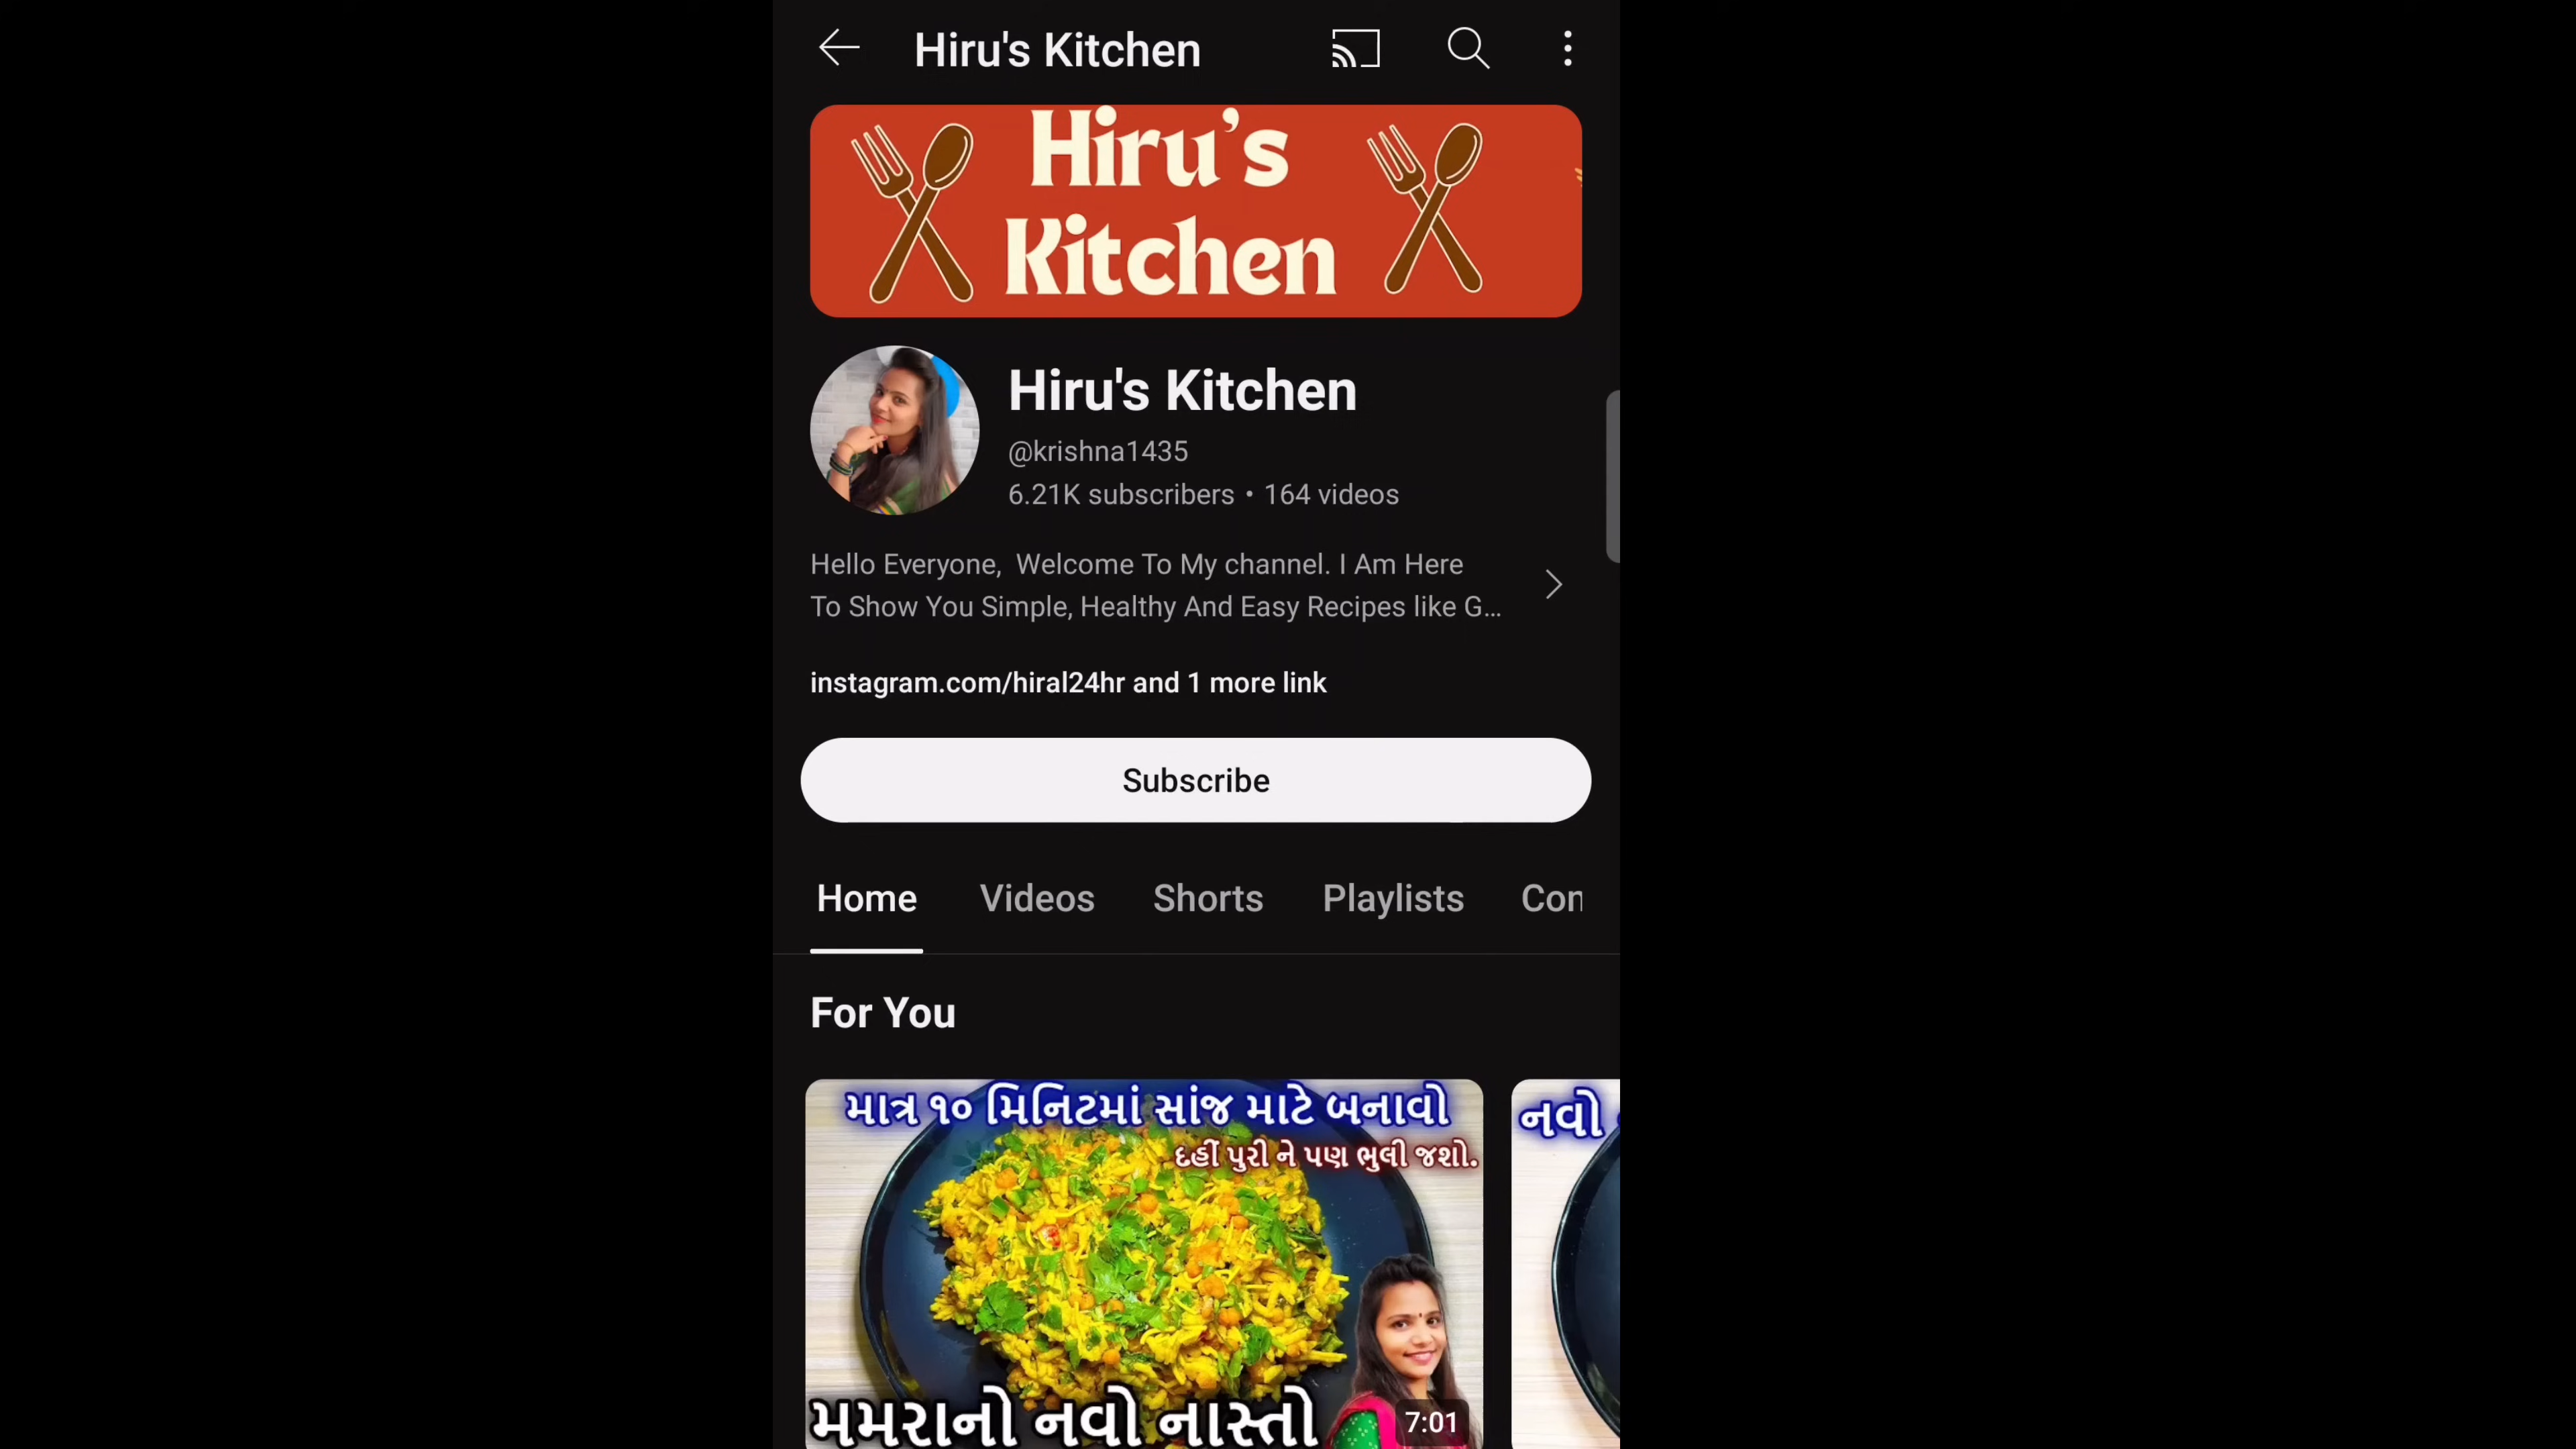 Hiru's Kitchen
Hiru's
Kitchen
Hiru's Kitchen
@krishna1435
6.21K subscribers • 164 videos
Hello Everyone,  Welcome To My channel. I Am Here
To Show You Simple, Healthy And Easy Recipes like G...
instagram.com/hiral24hr and 1 more link
Subscribe
Home Videos Shorts Playlists Con
For You
માત્ર ૧૦ મિનિટમાં સાંજ માટે બનાવો
દહીં પુરી ને પણ ભુલી જશો.
મમરાનો નવો નાસ્તો
7:01
નવો